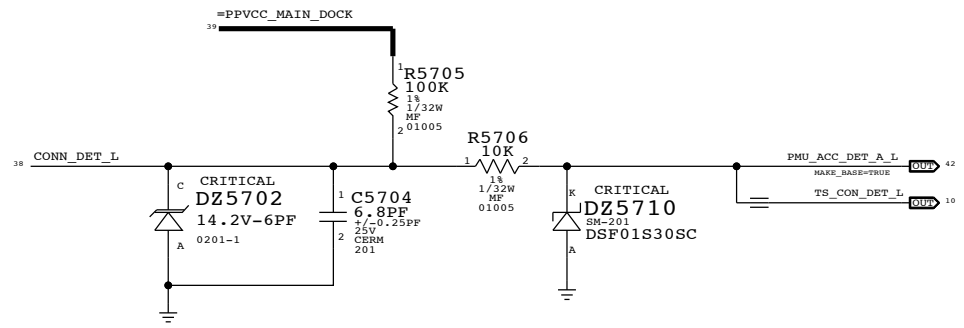 =PPVCC_MAIN_DOCK
39
1
R5705
100K
1%
1/32W
MF
01005
2
38
CONN_DET_L
R5706
1
10K
2
1%
1/32W
MF
01005
PMU_ACC_DET_A_L
OUT
42
MAKE_BASE=TRUE
TS_CON_DET_L
OUT
10
C
CRITICAL
DZ5702
14.2V-6PF
A
0201-1
1
C5704
6.8PF
+/-0.25PF
25V
2
CERM
201
K
CRITICAL
DZ5710
SM-201
DSF01S30SC
A